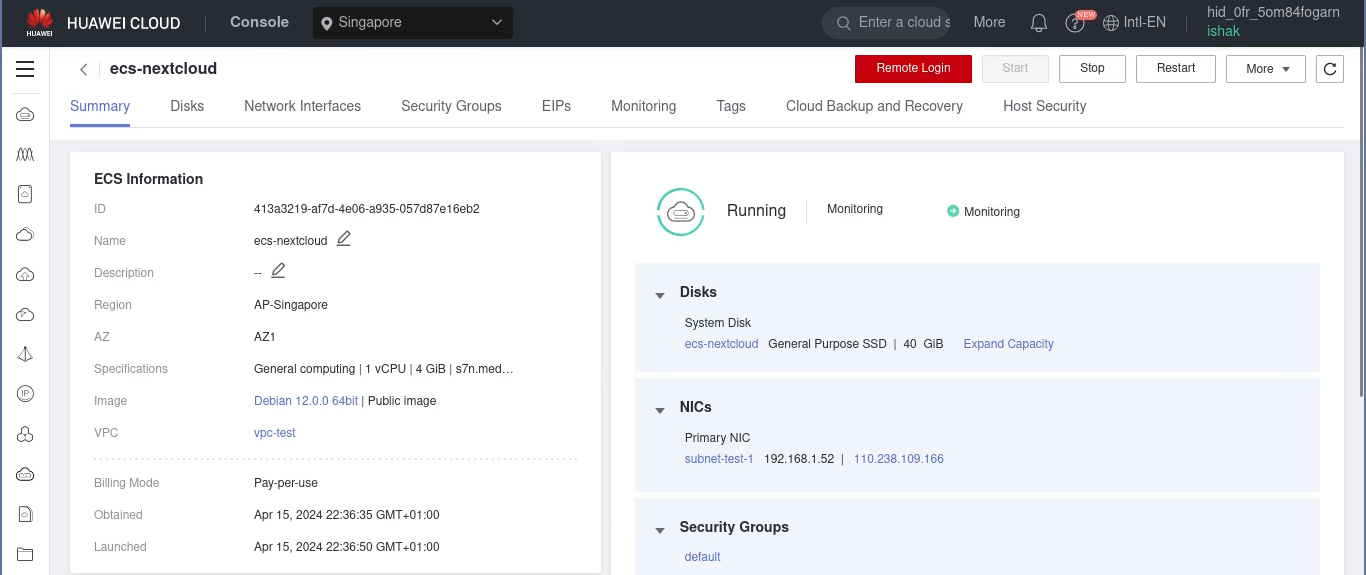 HUAWEI
HUAWEI CLOUD
Console
Singapore
Enter a cloud s
More
NEW
?
Intl-EN
hid_0fr_5om84fogarn
ishak
ecs-nextcloud
Remote Login
Start
Stop
Restart
More
Summary
Disks
Network Interfaces
Security Groups
EIPs
Monitoring
Tags
Cloud Backup and Recovery
Host Security
IP
ECS Information
ID 413a3219-af7d-4e06-a935-057d87e16eb2
Name ecs-nextcloud
Description --
Region AP-Singapore
AZ AZ1
Specifications General computing | 1 vCPU | 4 GiB | s7n.med…
Image Debian 12.0.0 64bit | Public image
VPC vpc-test
Billing Mode Pay-per-use
Obtained Apr 15, 2024 22:36:35 GMT+01:00
Launched Apr 15, 2024 22:36:50 GMT+01:00
Running
Monitoring
Monitoring
Disks
System Disk
ecs-nextcloud General Purpose SSD | 40 GiB Expand Capacity
NICs
Primary NIC
subnet-test-1 192.168.1.52 | 110.238.109.166
Security Groups
default